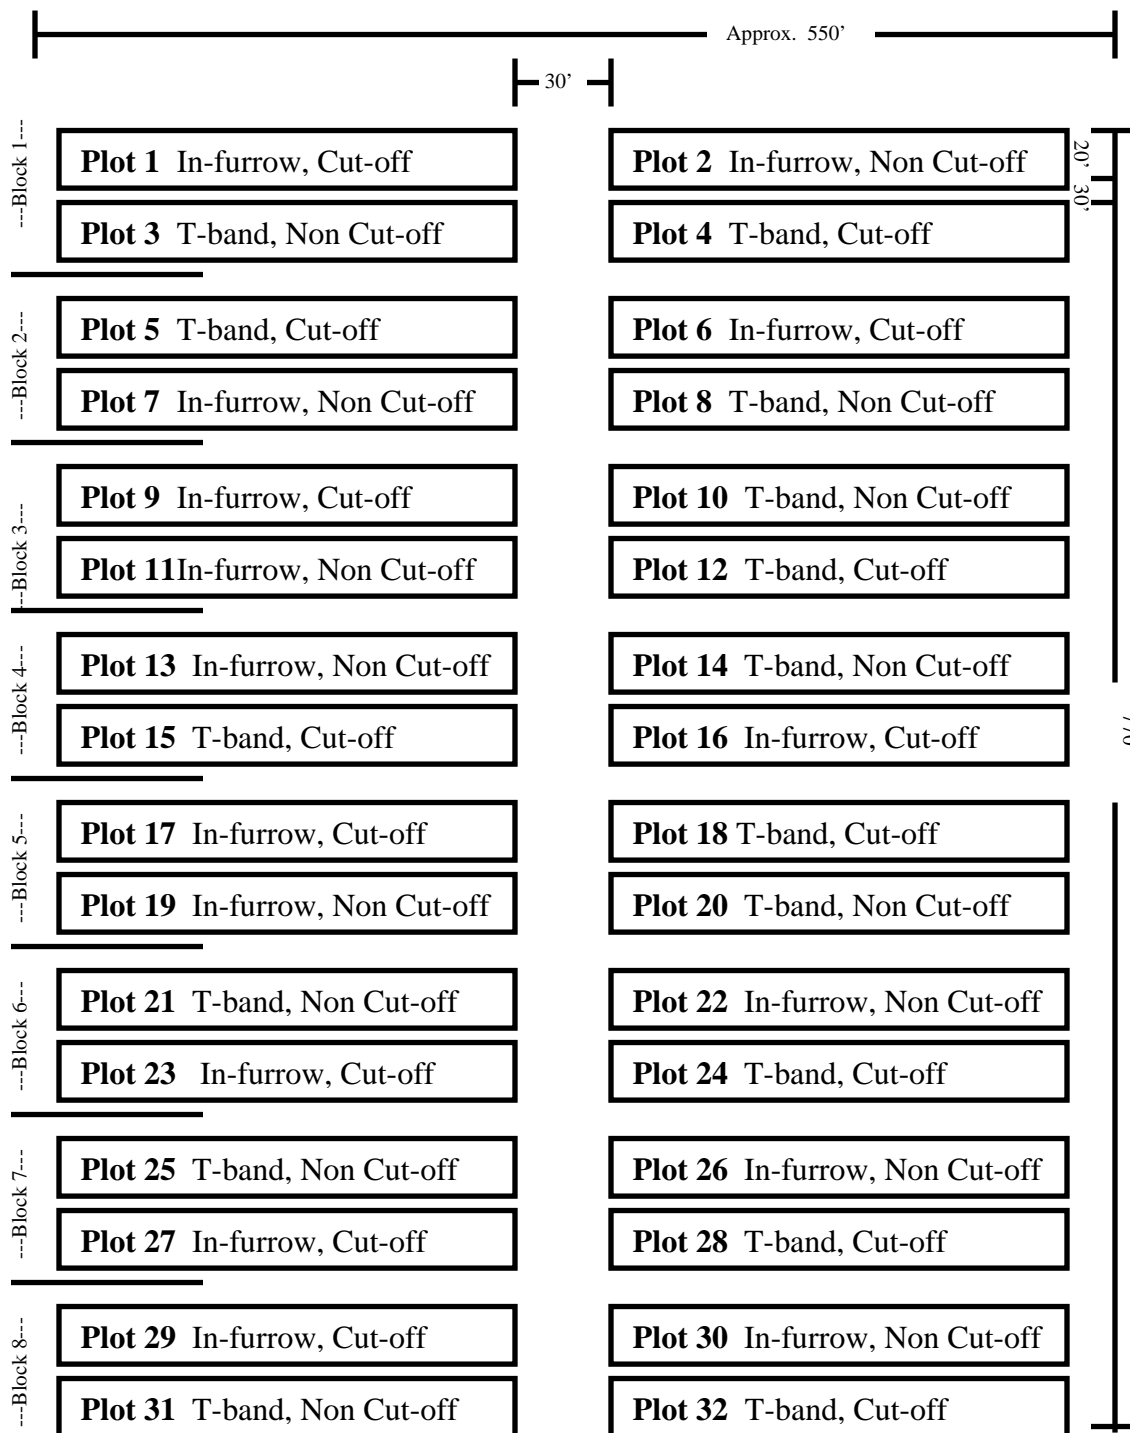 Approx. 550’
30’
---Block 1---
Plot 1 In-furrow, Cut-off
Plot 2 In-furrow, Non Cut-off
20’
30’
Plot 3 T-band, Non Cut-off
Plot 4 T-band, Cut-off
---Block 2---
Plot 5 T-band, Cut-off
Plot 6 In-furrow, Cut-off
Plot 7 In-furrow, Non Cut-off
Plot 8 T-band, Non Cut-off
---Block 3---
Plot 9 In-furrow, Cut-off
Plot 10 T-band, Non Cut-off
Plot 11In-furrow, Non Cut-off
Plot 12 T-band, Cut-off
---Block 4---
Plot 13 In-furrow, Non Cut-off
Plot 14 T-band, Non Cut-off
Plot 15 T-band, Cut-off
Plot 16 In-furrow, Cut-off
---Block 5---
Plot 17 In-furrow, Cut-off
Plot 18 T-band, Cut-off
Plot 19 In-furrow, Non Cut-off
Plot 20 T-band, Non Cut-off
---Block 6---
Plot 21 T-band, Non Cut-off
Plot 22 In-furrow, Non Cut-off
Plot 23 In-furrow, Cut-off
Plot 24 T-band, Cut-off
---Block 7---
Plot 25 T-band, Non Cut-off
Plot 26 In-furrow, Non Cut-off
Plot 27 In-furrow, Cut-off
Plot 28 T-band, Cut-off
---Block 8---
Plot 29 In-furrow, Cut-off
Plot 30 In-furrow, Non Cut-off
Plot 31 T-band, Non Cut-off
Plot 32 T-band, Cut-off